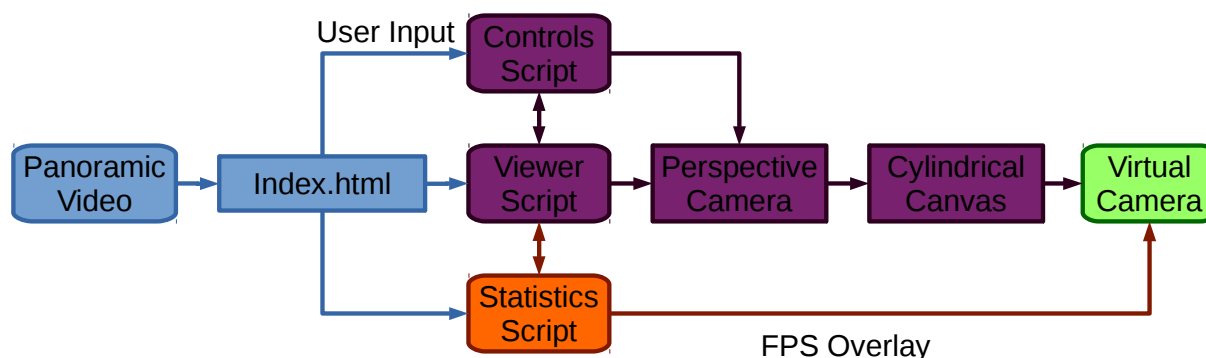 User Input
Controls
Script
Panoramic
Video
Index.html
Viewer
Script
Perspective
Camera
Cylindrical
Canvas
Virtual
Camera
Statistics
Script
FPS Overlay